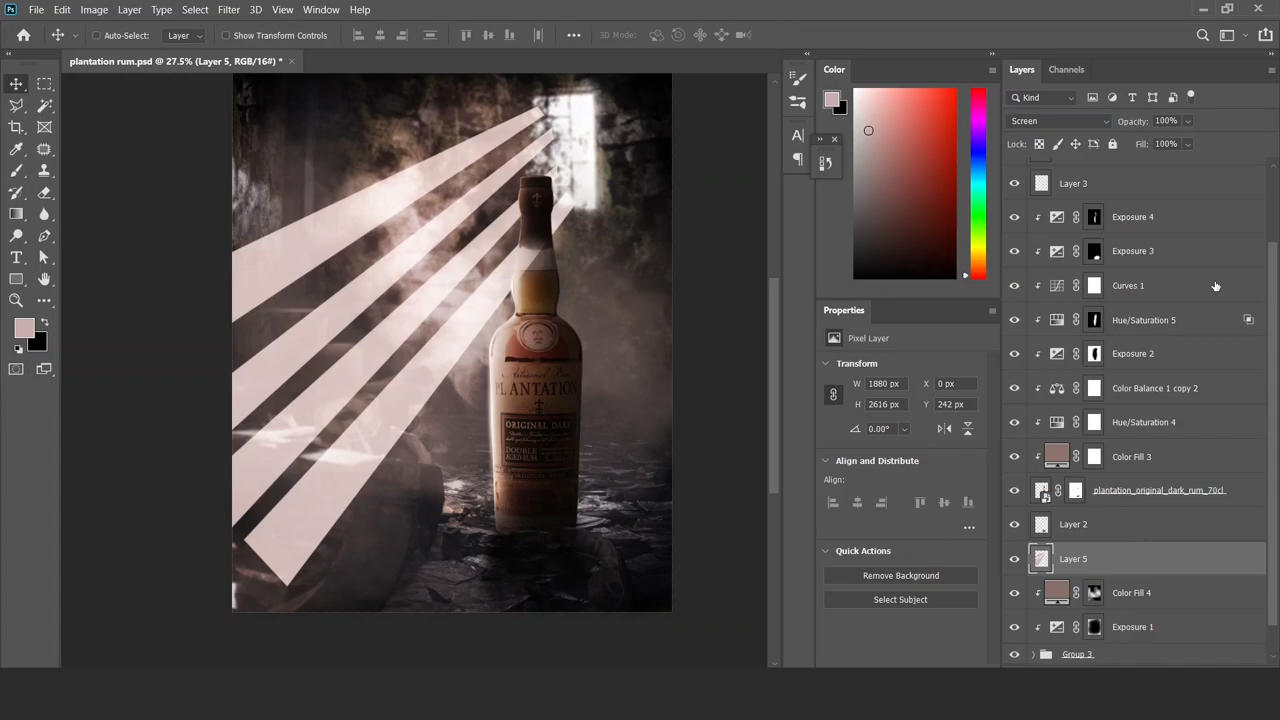 Ps File Edit Image Layer Type Select Filter 3D View Window Help
Auto-Select: Layer Show Transform Controls 3D Mode:
plantation rum.psd @ 27.5% (Layer 5, RGB/16#) *
PLANTATION
ORIGINAL DARK
DOUBLE
AGED RUM
Color
Properties
Pixel Layer
Transform
W 1880 px X 0 px
H 2616 px Y 242 px
0.00°
Align and Distribute
Align:
Quick Actions
Remove Background
Select Subject
Layers Channels
Kind
Screen Opacity: 100%
Lock: Fill: 100%
Layer 3
Exposure 4
Exposure 3
Curves 1
Hue/Saturation 5
Exposure 2
Color Balance 1 copy 2
Hue/Saturation 4
Color Fill 3
plantation_original_dark_rum_70cl
Layer 2
Layer 5
Color Fill 4
Exposure 1
Group 3